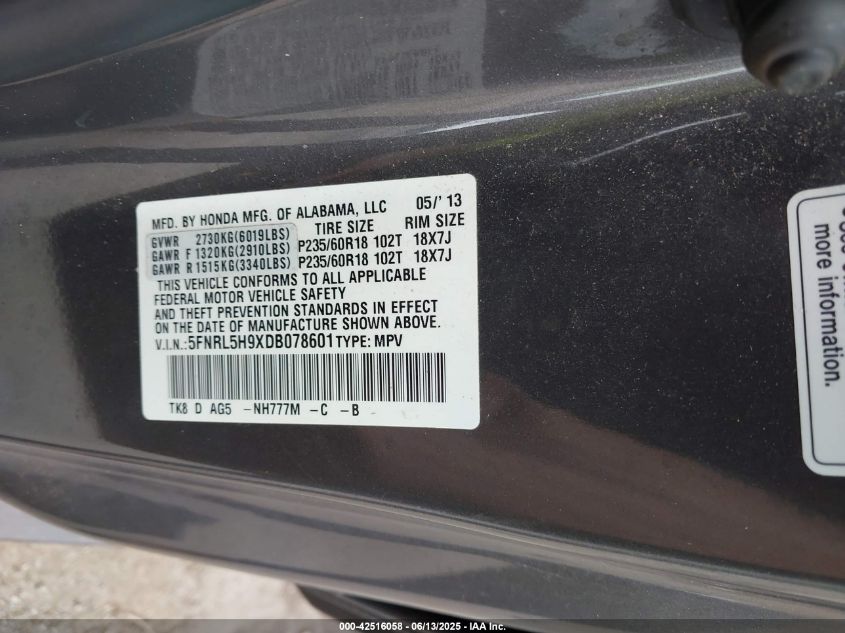 MFD. BY HONDA MFG. OF ALABAMA, LLC 05/' 13
TIRE SIZE RIM SIZE
GVWR 2730KG(6019LBS)
GAWR F 1320KG(2910LBS) P235/60R18 102T 18X7J
GAWR R 1515KG(3340LBS) P235/60R18 102T 18X7J
THIS VEHICLE CONFORMS TO ALL APPLICABLE
FEDERAL MOTOR VEHICLE SAFETY
AND THEFT PREVENTION STANDARDS IN EFFECT
ON THE DATE OF MANUFACTURE SHOWN ABOVE.
V.I.N.:5FNRL5H9XDB078601 TYPE: MPV
TK8 D AG5 -NH777M -C -B
more information.
000-42516058 - 06/13/2025 - IAA Inc.